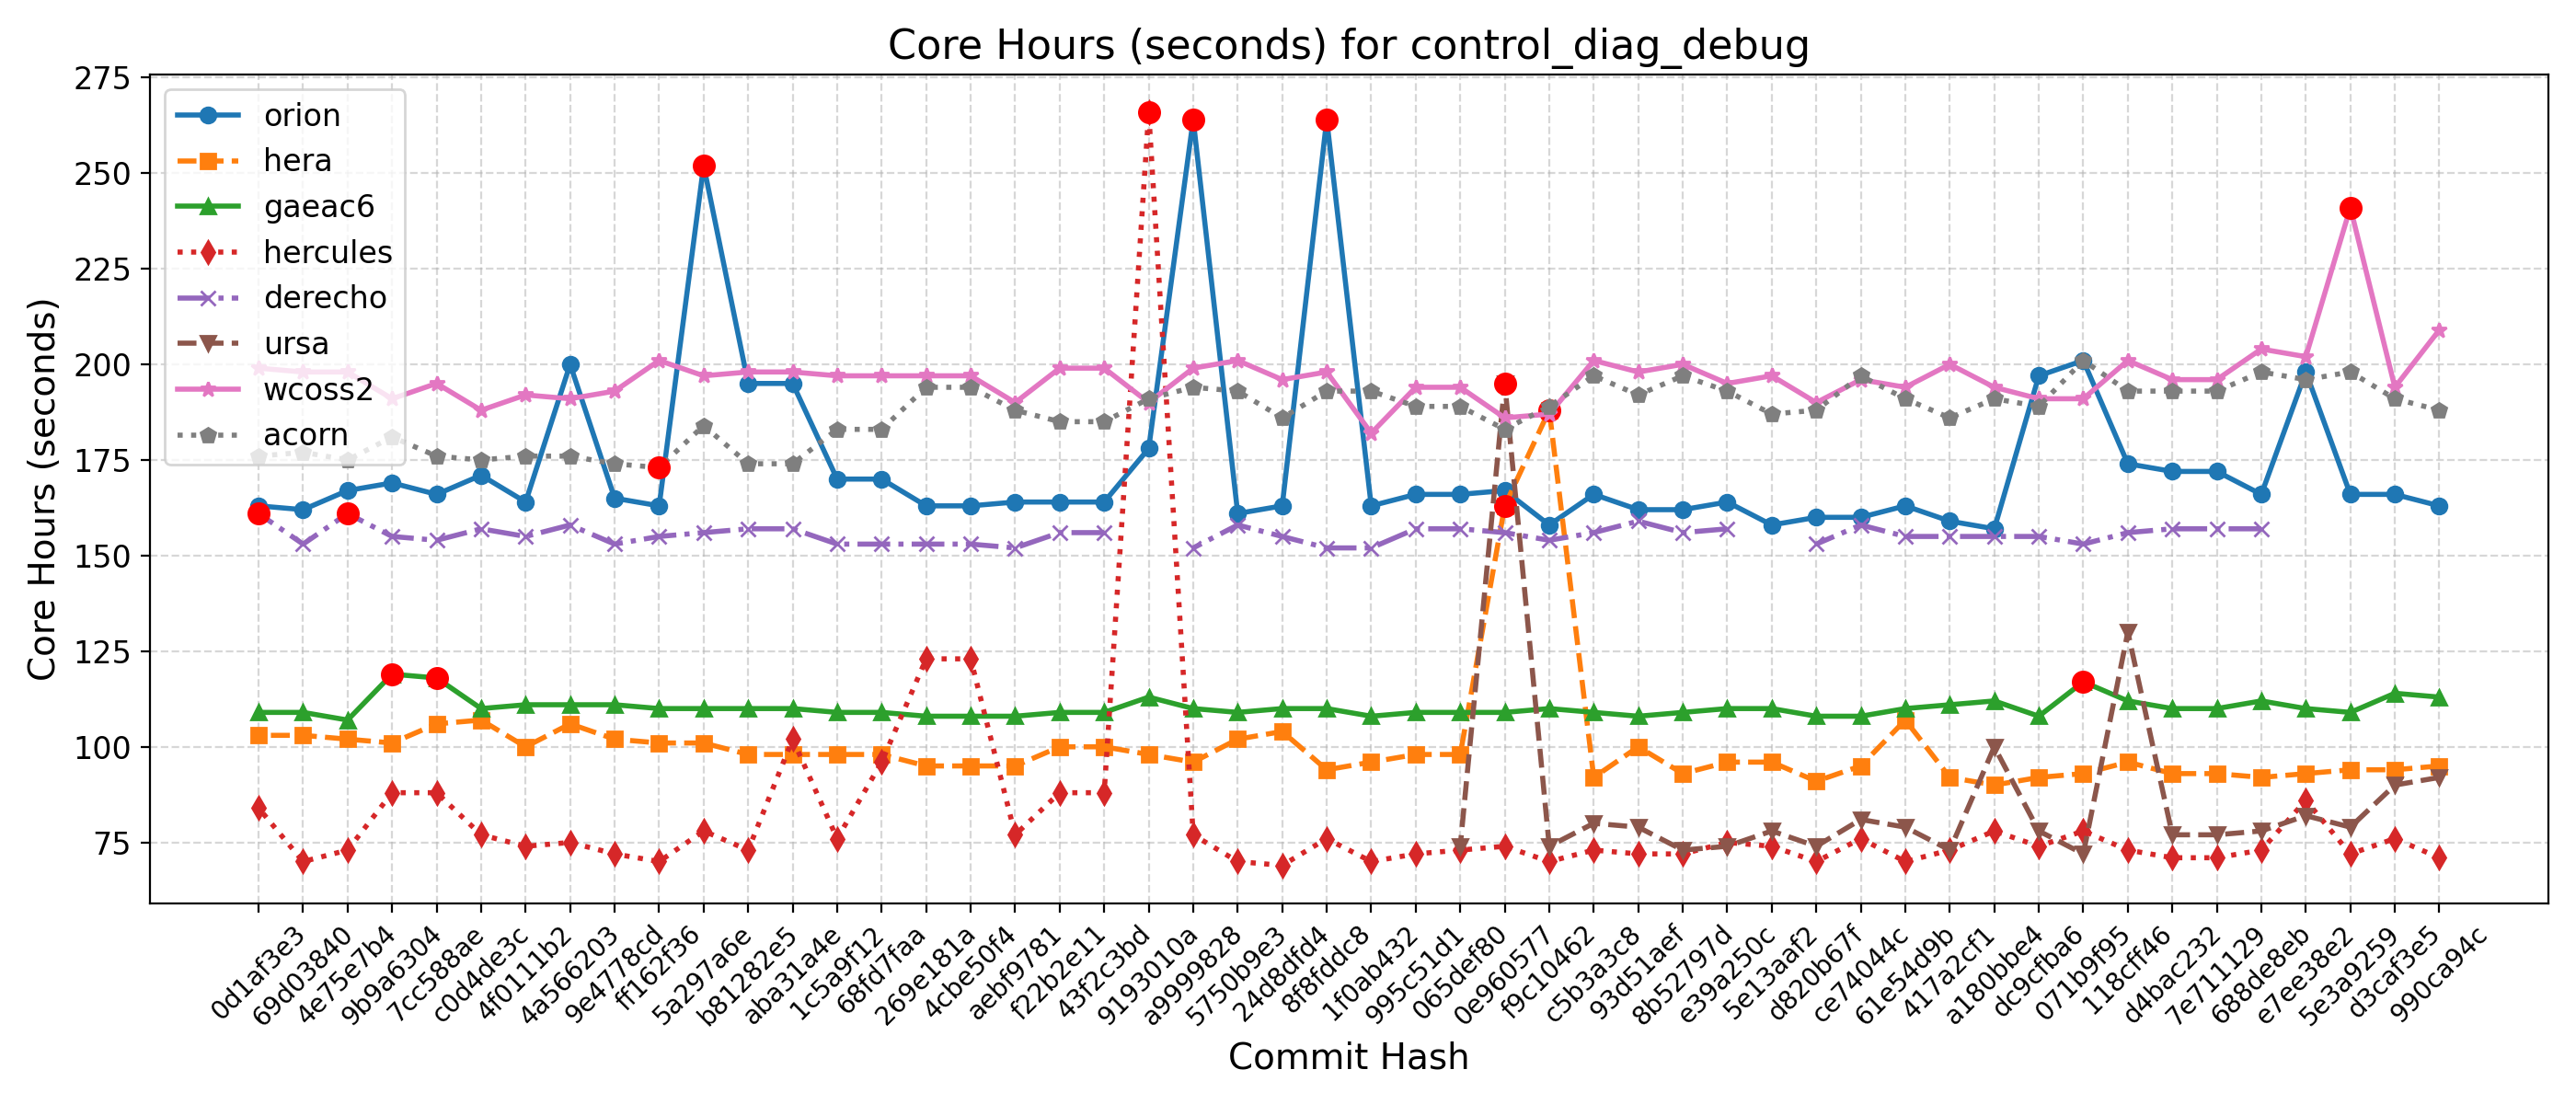 Core Hours (seconds) for control_diag_debug
Core Hours (seconds)
275
250
225
200
175
150
125
100
75
orion
hera
gaeac6
hercules
derecho
ursa
wcoss2
acorn
0d1af3e3
69d03840
4e75e7b4
9b9a6304
7cc588ae
c0d4de3c
4f0111b2
4a566203
9e4778cd
ff162f36
5a297a6e
b81282e5
aba31a4e
1c5a9f12
68fd7faa
269e181a
4cbe50f4
aebf9781
f22b2e11
43f2c3bd
9193010a
a9999828
5750b9e3
24d8dfd4
8f8fddc8
1f0ab432
995c51d1
065def80
0e960577
f9c10462
c5b3a3c8
93d51aef
8b52797d
e39a250c
5e13aaf2
d820b67f
ce74044c
61e54d9b
417a2cf1
a180bbe4
dc9cfba6
071b9f95
118cff46
d4bac232
7e711129
688de8eb
e7ee38e2
5e3a9259
d3caf3e5
990ca94c
Commit Hash